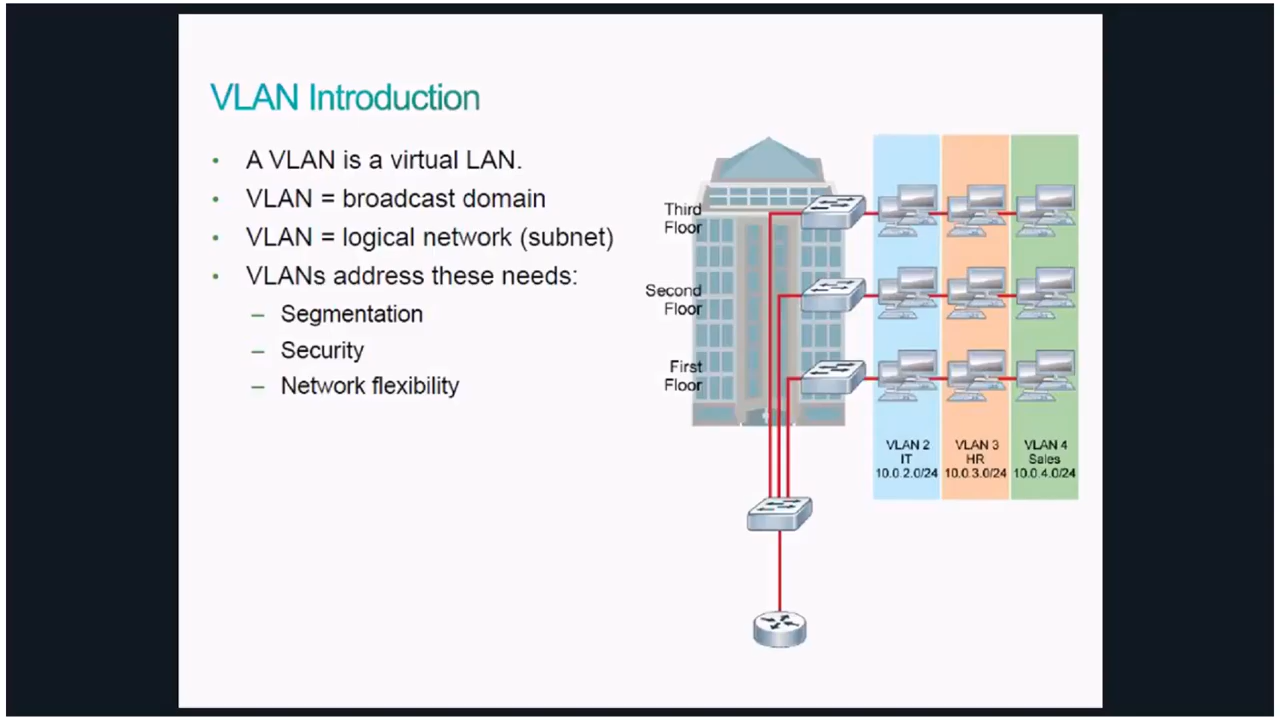 VLAN Introduction
• A VLAN is a virtual LAN.
• VLAN = broadcast domain
• VLAN = logical network (subnet)
• VLANs address these needs:
– Segmentation
– Security
– Network flexibility
Third
Floor
Second
Floor
First
Floor
VLAN 2
IT
10.0.2.0/24
VLAN 3
HR
10.0.3.0/24
VLAN 4
Sales
10.0.4.0/24